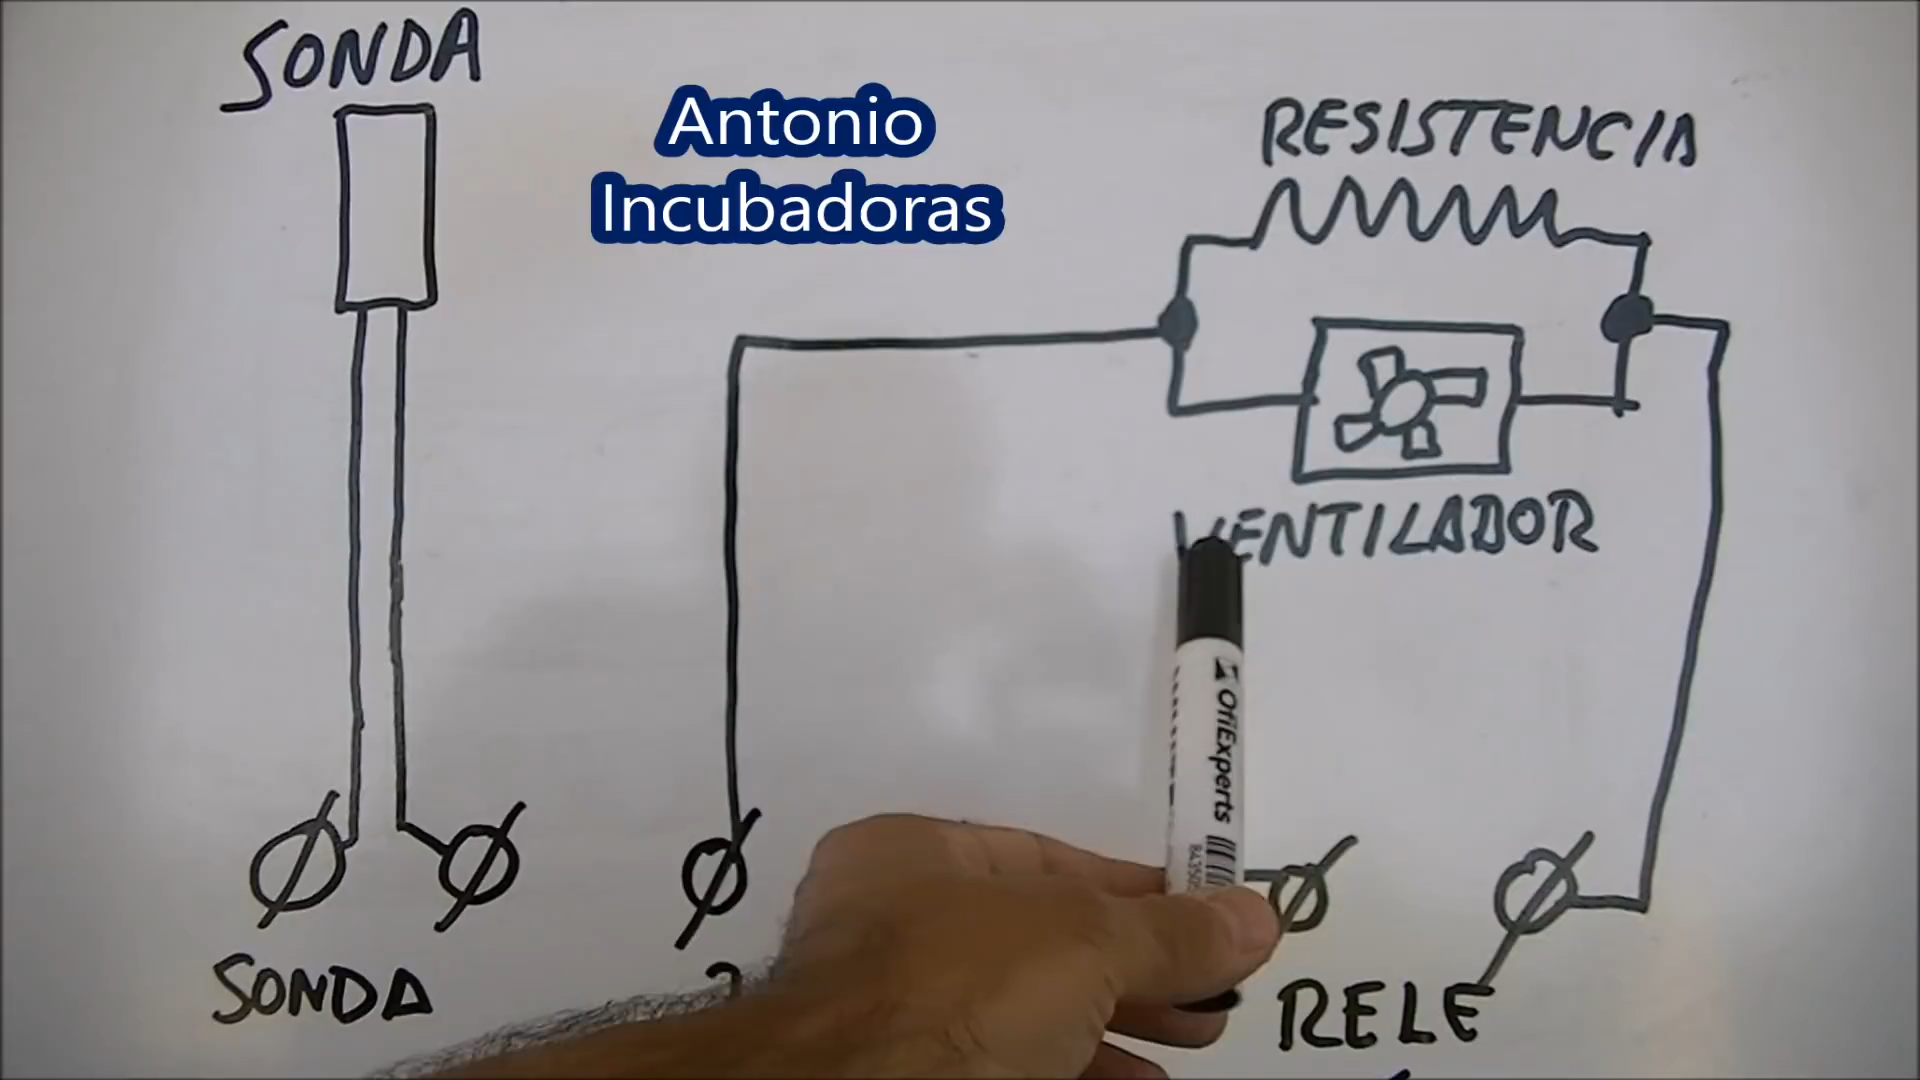 SONDA
Antonio
Incubadoras
RESISTENCIA
VENTILADOR
OfiExperts
SONDA
RELE